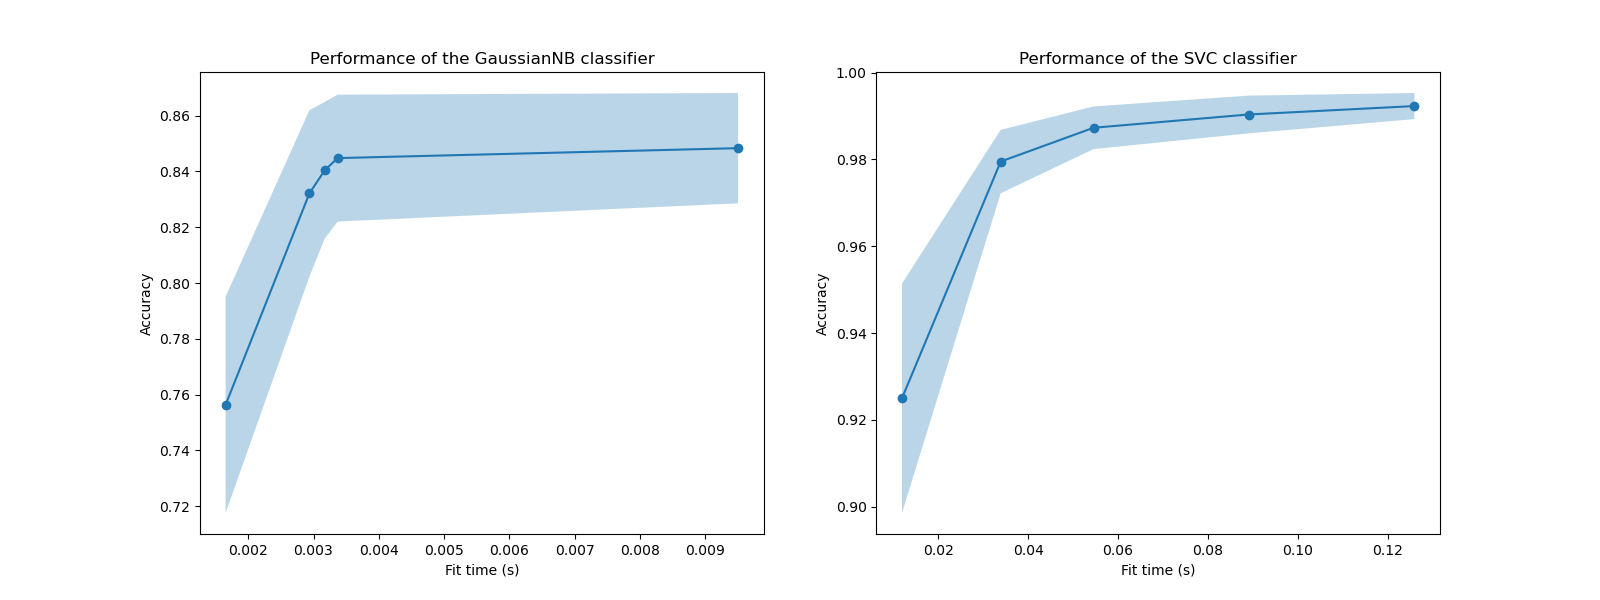 Performance of the GaussianNB classifier
0.86
0.84
0.82
0.80
0.78
0.76
0.74
0.72
Accuracy
0.002 0.003 0.004 0.005 0.006 0.007 0.008 0.009
Fit time (s)
Performance of the SVC classifier
1.00
0.98
0.96
0.94
0.92
0.90
Accuracy
0.02 0.04 0.06 0.08 0.10 0.12
Fit time (s)